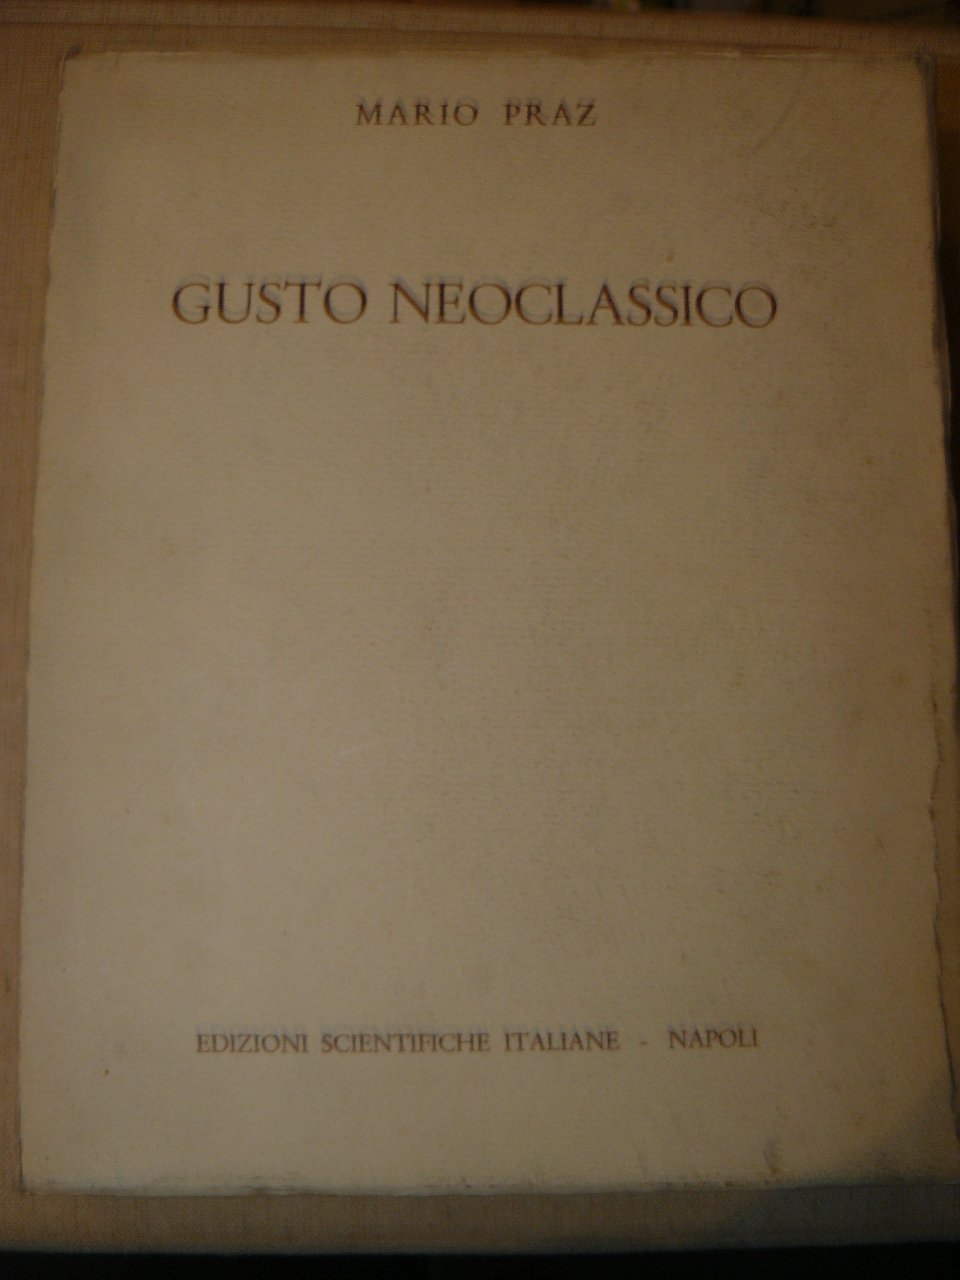 MARIO PRAZ
GUSTO NEOCLASSICO
EDIZIONI SCIENTIFICHE ITALIANE - NAPOLI